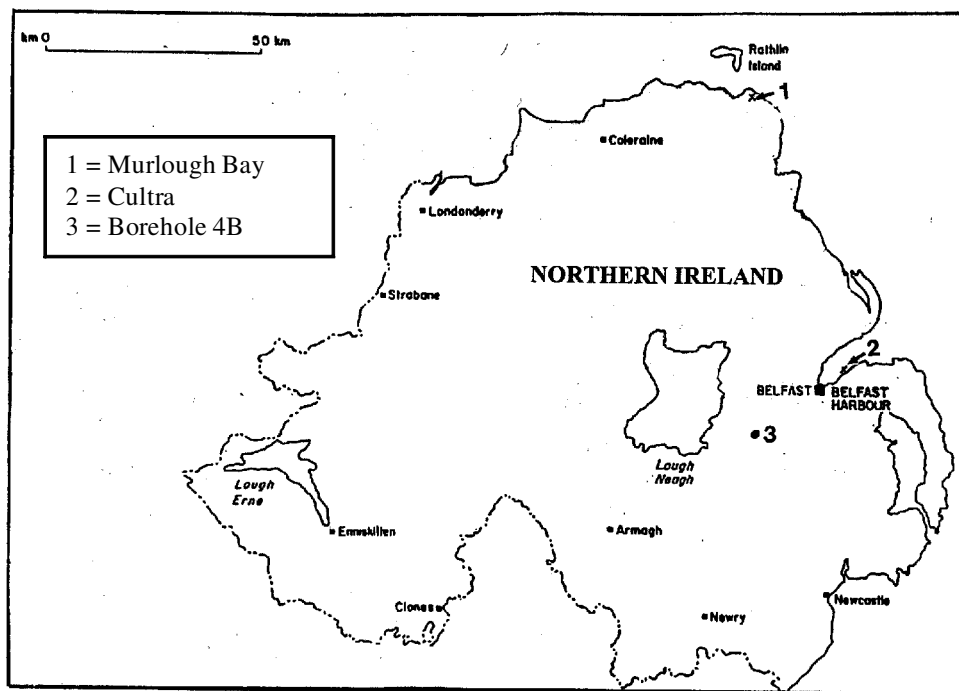 km 0 50 km
Rathlin
Island
1
Coleraine
1 = Murlough Bay
2 = Cultra
3 = Borehole 4B
Londonderry
NORTHERN IRELAND
Strabane
2
BELFAST
BELFAST
HARBOUR
3
Lough
Neagh
Lough
Erne
Enniskillen
Armagh
Newcastle
Clones
Newry